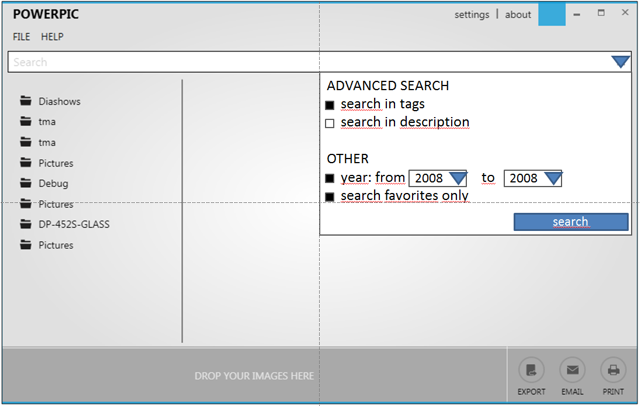 POWERPIC
settings | about
FILE HELP
Search
ADVANCED SEARCH
search in tags
search in description
OTHER
year: from 2008 to 2008
search favorites only
search
Diashows
tma
tma
Pictures
Debug
Pictures
DP-452S-GLASS
Pictures
DROP YOUR IMAGES HERE
EXPORT EMAIL PRINT